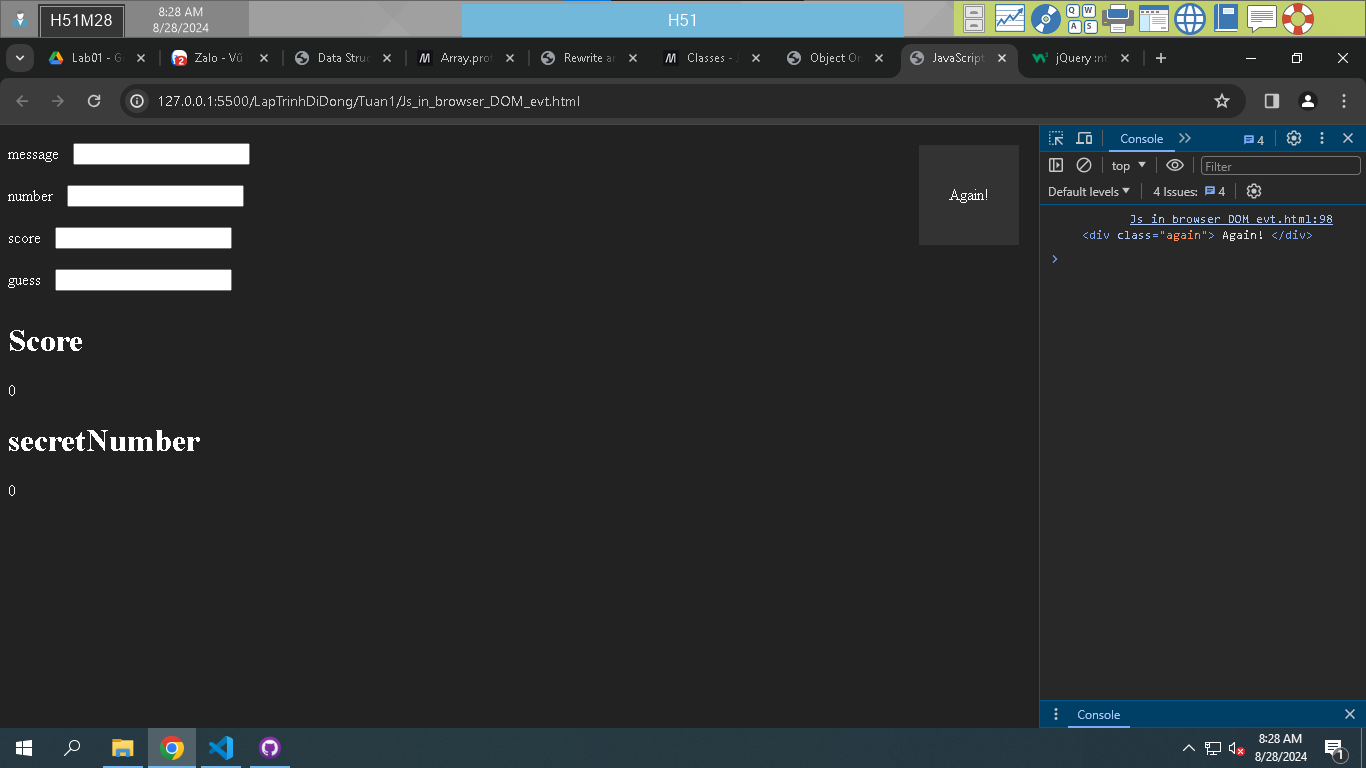 H51M28
8:28 AM
8/28/2024
H51
Q W
A S
Lab01 - G
2
Zalo - Vũ
Data Struc
M Array.prot
Rewrite ar
M Classes - J
Object Or
JavaScript
jQuery :nt
127.0.0.1:5500/LapTrinhDiDong/Tuan1/Js_in_browser_DOM_evt.html
message
number
score
guess
Score
0
secretNumber
0
Again!
Console
4
top
Filter
Default levels
4 Issues:
4
Js in browser DOM evt.html:98
<div class="again"> Again! </div>
Console
8:28 AM
8/28/2024
1